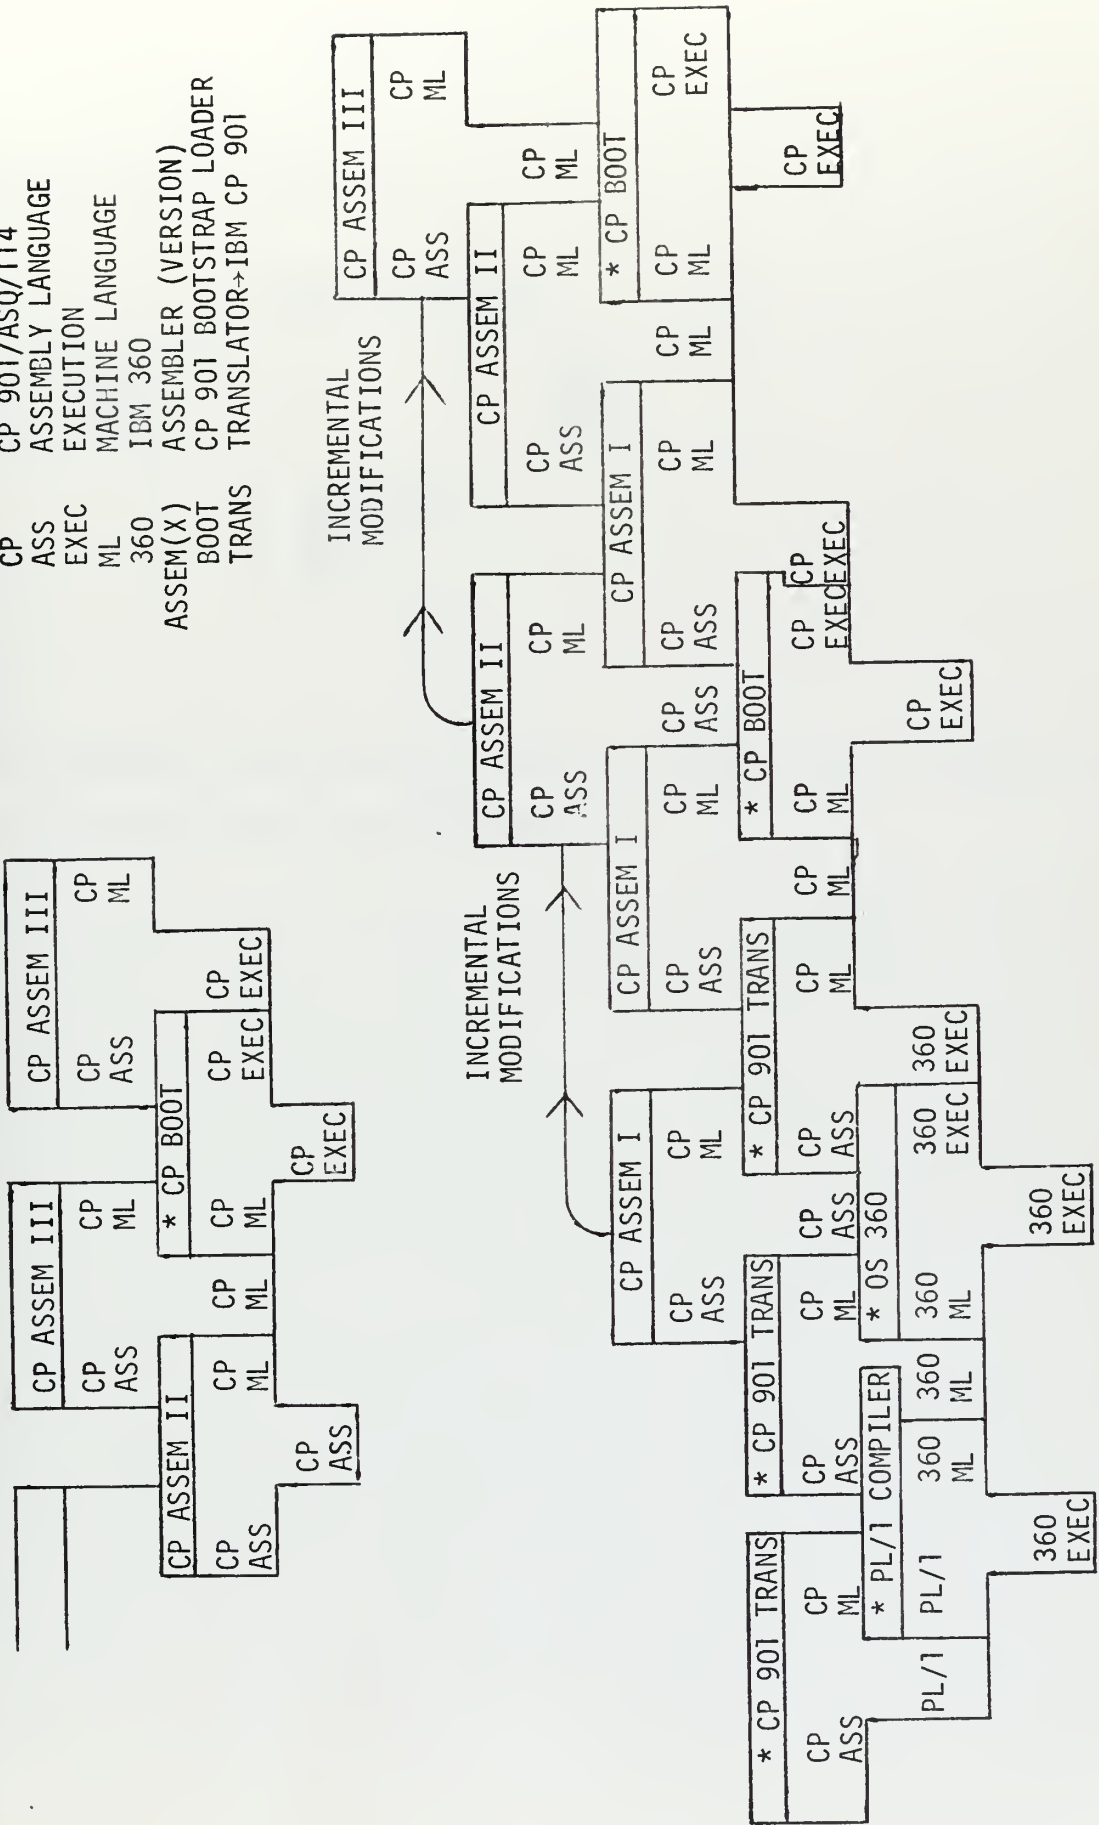 CP CP 901/ASQ/114
ASS ASSEMBLY LANGUAGE
EXEC EXECUTION
ML MACHINE LANGUAGE
360 IBM 360
ASSEM(X) ASSEMBLER (VERSION)
BOOT CP 901 BOOTSTRAP LOADER
TRANS TRANSLATOR→IBM CP 901
CP ASSEM III
CP
ASS
CP
ML
CP ASSEM III
CP
ASS
CP
ML
* CP BOOT
CP
ML
CP
EXEC
CP
EXEC
CP
EXEC
CP ASSEM II
CP
ASS
CP
ML
CP
ML
CP
ASS
INCREMENTAL
MODIFICATIONS
CP ASSEM III
CP
ASS
CP
ML
CP
ML
CP ASSEM II
CP
ASS
CP
ML
* CP BOOT
CP
ML
CP
EXEC
CP
EXEC
CP
ML
INCREMENTAL
MODIFICATIONS
CP ASSEM II
CP
ASS
CP
ML
CP ASSEM I
CP
ASS
CP
ML
CP
EXEC
CP ASSEM I
CP
ASS
CP
ML
CP
ASS
* CP BOOT
CP
ML
CP
EXEC
CP
EXEC
CP
ML
CP ASSEM I
CP
ASS
CP
ML
* CP 901 TRANS
CP
ASS
CP
ML
360
EXEC
* CP 901 TRANS
CP
ASS
CP
ML
CP
ASS
* OS 360
360
ML
360
EXEC
360
EXEC
360
ML
* CP 901 TRANS
CP
ASS
CP
ML
PL/1
* PL/1 COMPILER
PL/1
360
ML
360
EXEC